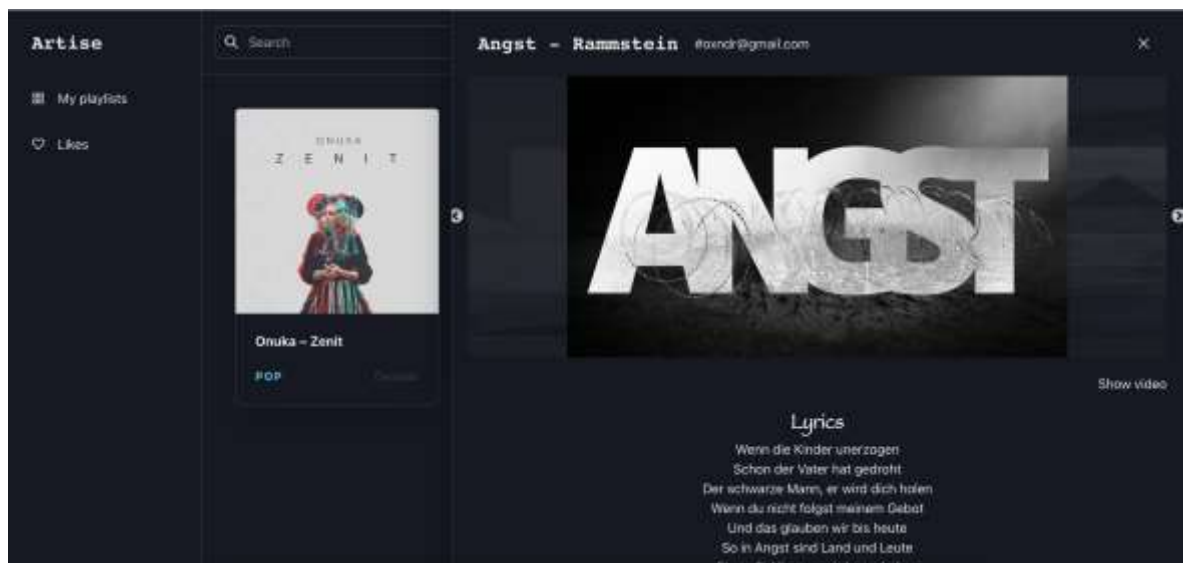 Artise
My playlists
Likes
Search
ONUKA
ZENIT
Onuka – Zenit
POP
Angst - Rammstein
ANGST
Show video
Lyrics
Wenn die Kinder unerzogen
Schon der Vater hat gedroht
Der schwarze Mann, er wird dich holen
Wenn du nicht folgst meinem Gebot
Und das glauben wir bis heute
So in Angst sind Land und Leute